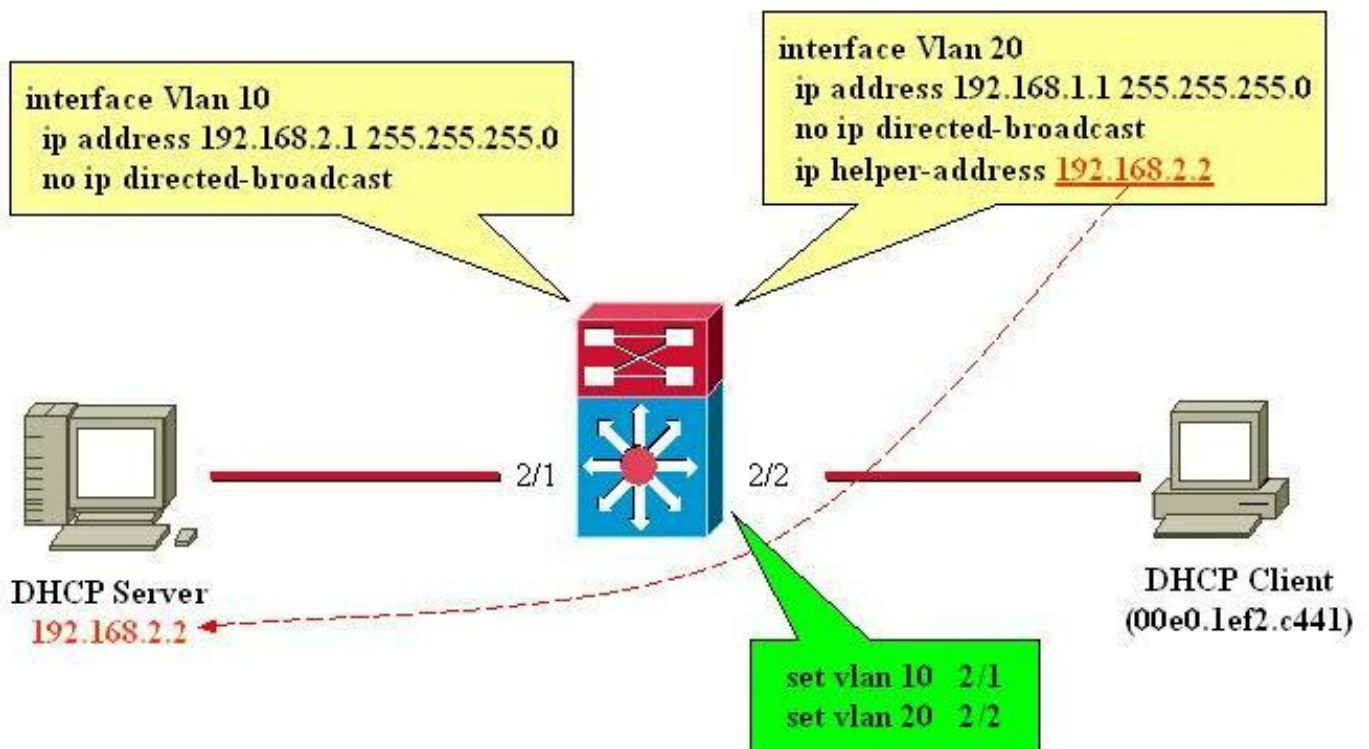 interface Vlan 10
ip address 192.168.2.1 255.255.255.0
no ip directed-broadcast
interface Vlan 20
ip address 192.168.1.1 255.255.255.0
no ip directed-broadcast
ip helper-address 192.168.2.2
2/1
2/2
DHCP Server
192.168.2.2
DHCP Client
(00e0.1ef2.c441)
set vlan 10 2/1
set vlan 20 2/2